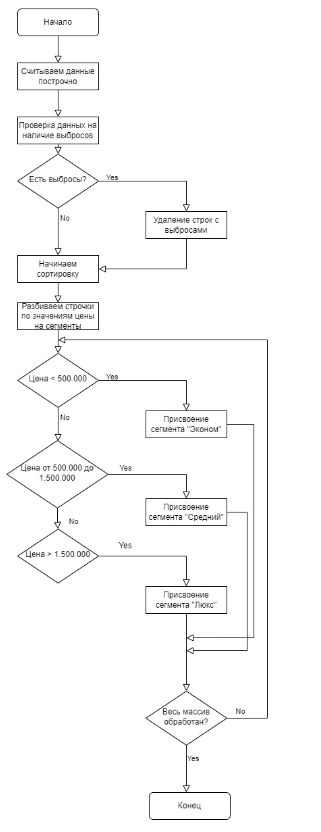 Начало
Считываем данные
построчно
Проверка данных на
наличие выбросов
Есть выбросы?
Yes
No
Удаление строк с
выбросами
Начинаем
сортировку
Разбиваем строчки
по значениям цены
на сегменты
Цена < 500.000
Yes
No
Присвоение
сегмента "Эконом"
Цена от 500.000 до
1.500.000
Yes
No
Присвоение
сегмента "Средний"
Цена > 1.500.000
Yes
Присвоение
сегмента "Люкс"
Весь массив
обработан?
No
Yes
Конец